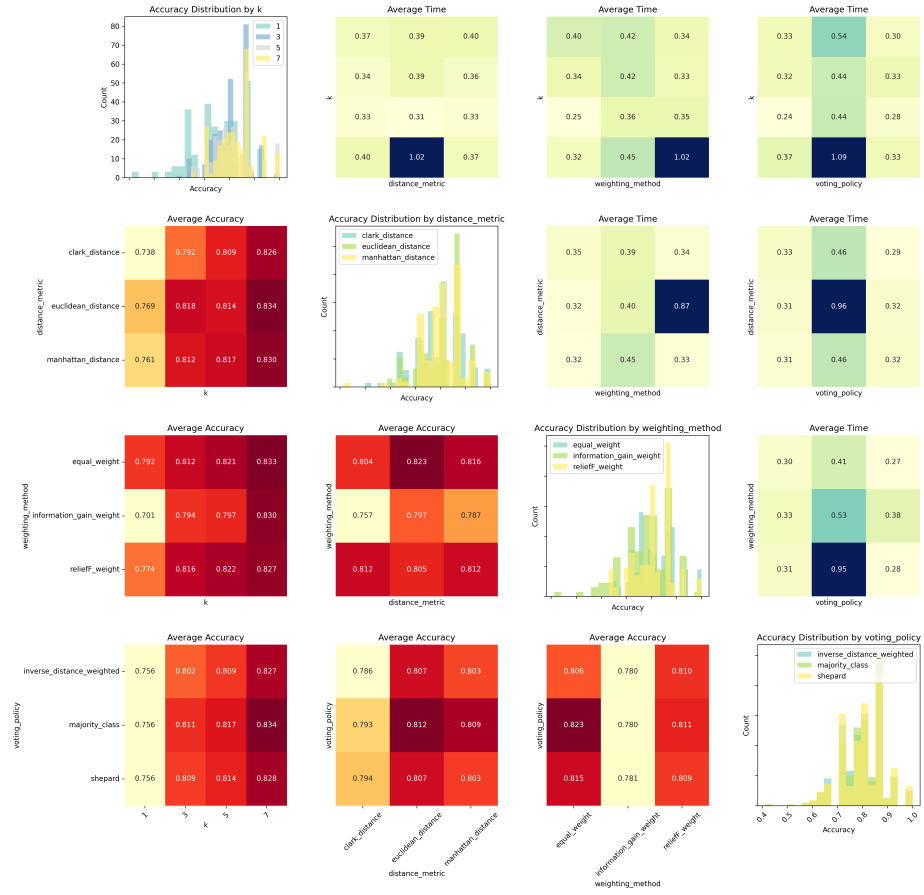 Accuracy Distribution by k
Average Time
Average Time
Average Time
80
70
60
50
40
30
20
10
0
Count
Accuracy
1
3
5
7
k
0.37 0.39 0.40
0.34 0.39 0.36
0.33 0.31 0.33
0.40 1.02 0.37
distance_metric
k
0.40 0.42 0.34
0.34 0.42 0.33
0.25 0.36 0.35
0.32 0.45 1.02
weighting_method
k
0.33 0.54 0.30
0.32 0.44 0.33
0.24 0.44 0.28
0.37 1.09 0.33
voting_policy
Average Accuracy
Accuracy Distribution by distance_metric
Average Time
Average Time
distance_metric
clark_distance 0.738 0.792 0.809 0.826
euclidean_distance 0.769 0.818 0.814 0.834
manhattan_distance 0.761 0.812 0.817 0.830
k
Count
clark_distance
euclidean_distance
manhattan_distance
Accuracy
distance_metric
0.35 0.39 0.34
0.32 0.40 0.87
0.32 0.45 0.33
weighting_method
distance_metric
0.33 0.46 0.29
0.31 0.96 0.32
0.31 0.46 0.32
voting_policy
Average Accuracy
Average Accuracy
Accuracy Distribution by weighting_method
Average Time
weighting_method
equal_weight 0.792 0.812 0.821 0.833
information_gain_weight 0.701 0.794 0.797 0.830
reliefF_weight 0.774 0.816 0.822 0.827
k
weighting_method
0.804 0.823 0.816
0.757 0.797 0.787
0.812 0.805 0.812
distance_metric
Count
equal_weight
information_gain_weight
reliefF_weight
Accuracy
weighting_method
0.30 0.41 0.27
0.33 0.53 0.38
0.31 0.95 0.28
voting_policy
Average Accuracy
Average Accuracy
Average Accuracy
Accuracy Distribution by voting_policy
voting_policy
inverse_distance_weighted 0.756 0.802 0.809 0.827
majority_class 0.756 0.811 0.817 0.834
shepard 0.756 0.809 0.814 0.828
1 3 5 7
k
voting_policy
0.786 0.807 0.803
0.793 0.812 0.809
0.794 0.807 0.803
clark_distance euclidean_distance manhattan_distance
distance_metric
voting_policy
0.806 0.780 0.810
0.823 0.780 0.811
0.815 0.781 0.809
equal_weight information_gain_weight reliefF_weight
weighting_method
Count
inverse_distance_weighted
majority_class
shepard
0.4 0.5 0.6 0.7 0.8 0.9 1.0
Accuracy